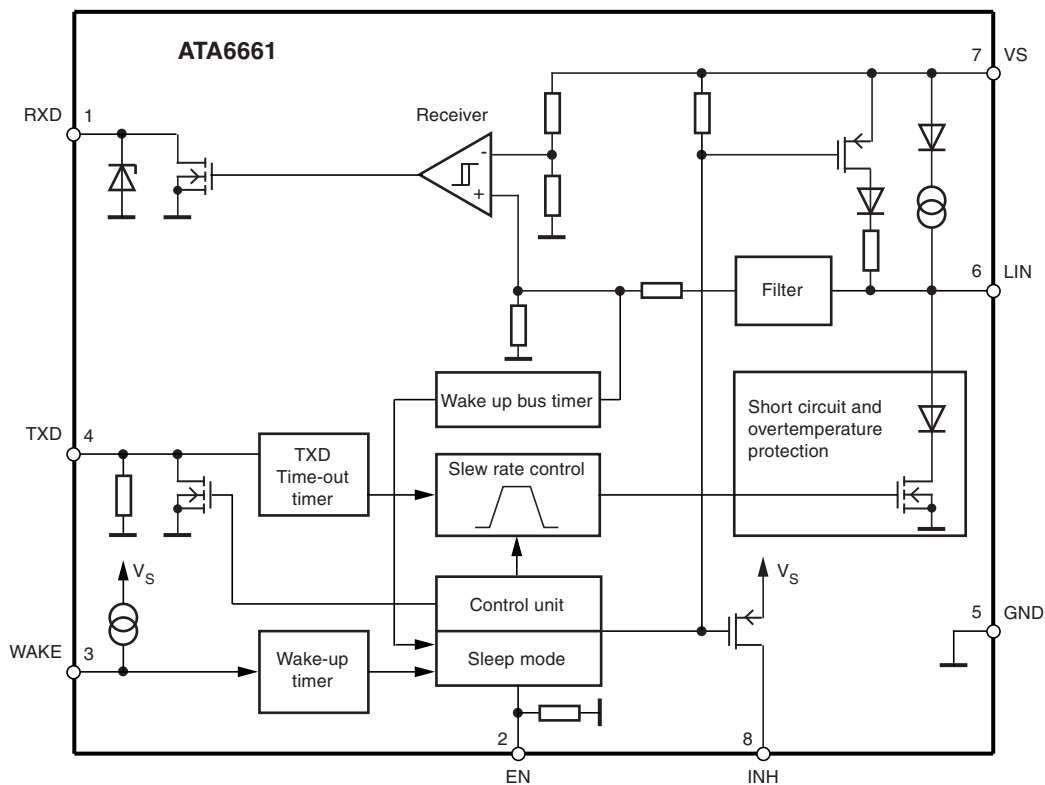 ATA6661
7
VS
RXD
1
Receiver
-
+
6
LIN
Filter
Wake up bus timer
Short circuit and
overtemperature
protection
TXD
4
TXD
Time-out
timer
Slew rate control
VS
VS
Control unit
5
GND
WAKE
3
Wake-up
timer
Sleep mode
2
EN
8
INH